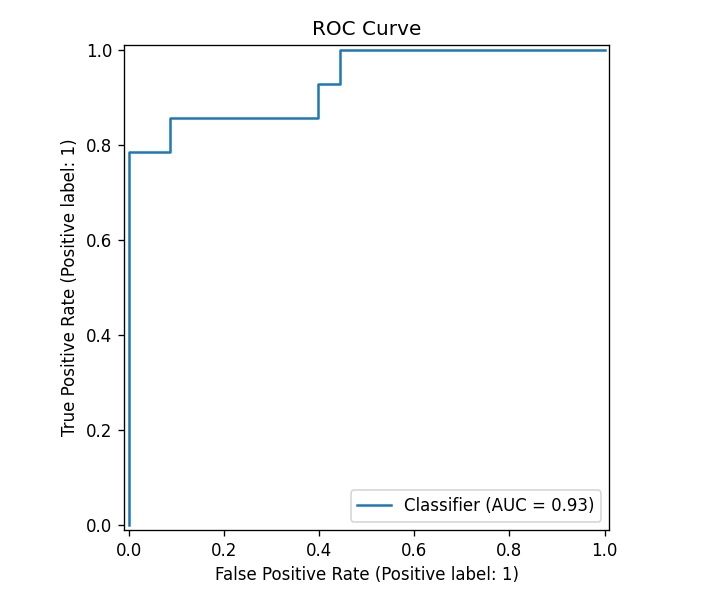 ROC Curve
1.0
0.8
0.6
0.4
0.2
0.0
True Positive Rate (Positive label: 1)
Classifier (AUC = 0.93)
0.0 0.2 0.4 0.6 0.8 1.0
False Positive Rate (Positive label: 1)